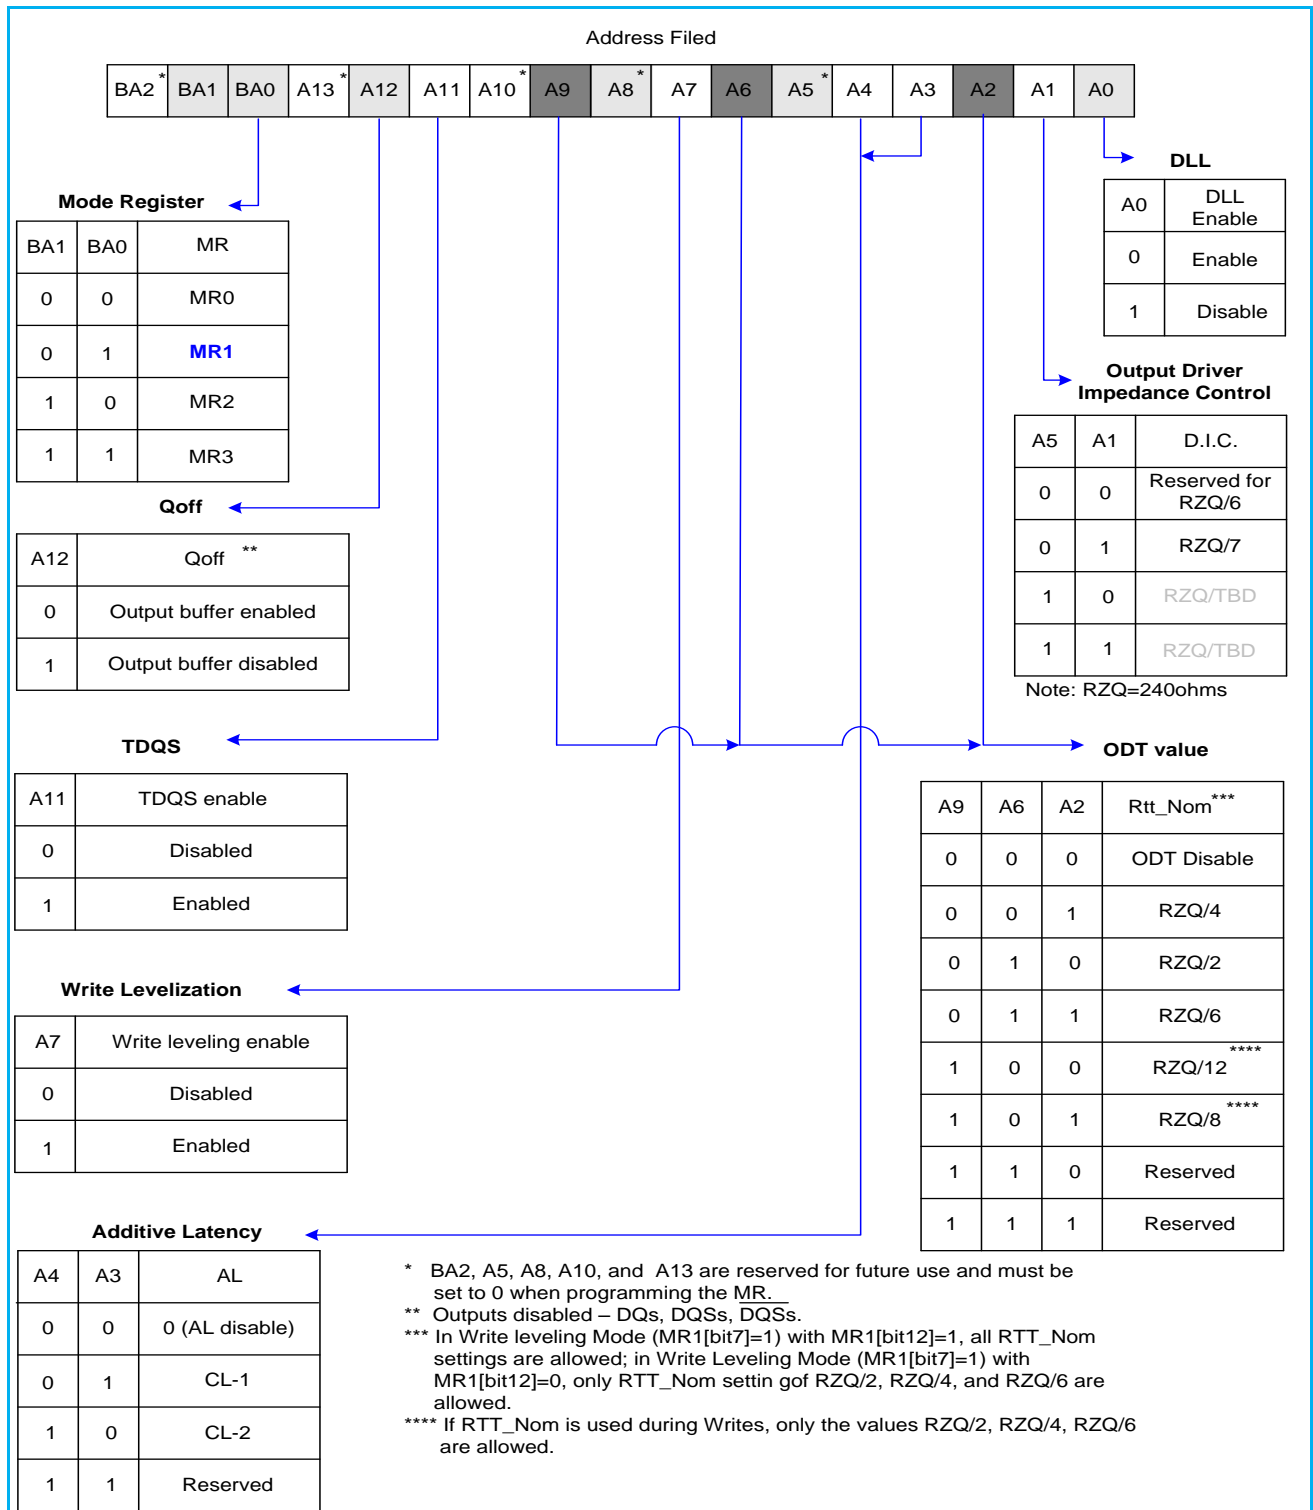 Address Filed
BA2* BA1 BA0 A13* A12 A11 A10* A9 A8* A7 A6 A5* A4 A3 A2 A1 A0
DLL
A0 DLL Enable
0 Enable
1 Disable
Mode Register
BA1 BA0 MR
0 0 MR0
0 1 MR1
1 0 MR2
1 1 MR3
Output Driver
Impedance Control
A5 A1 D.I.C.
0 0 Reserved for RZQ/6
0 1 RZQ/7
1 0 RZQ/TBD
1 1 RZQ/TBD
Note: RZQ=240ohms
Qoff
A12 Qoff **
0 Output buffer enabled
1 Output buffer disabled
TDQS
A11 TDQS enable
0 Disabled
1 Enabled
ODT value
A9 A6 A2 Rtt_Nom***
0 0 0 ODT Disable
0 0 1 RZQ/4
0 1 0 RZQ/2
0 1 1 RZQ/6
1 0 0 RZQ/12****
1 0 1 RZQ/8****
1 1 0 Reserved
1 1 1 Reserved
Write Levelization
A7 Write leveling enable
0 Disabled
1 Enabled
Additive Latency
A4 A3 AL
0 0 0 (AL disable)
0 1 CL-1
1 0 CL-2
1 1 Reserved
* BA2, A5, A8, A10, and A13 are reserved for future use and must be
set to 0 when programming the MR.
** Outputs disabled – DQs, DQSs, D̅Q̅S̅s̅.
*** In Write leveling Mode (MR1[bit7]=1) with MR1[bit12]=1, all RTT_Nom
settings are allowed; in Write Leveling Mode (MR1[bit7]=1) with
MR1[bit12]=0, only RTT_Nom settin gof RZQ/2, RZQ/4, and RZQ/6 are
allowed.
**** If RTT_Nom is used during Writes, only the values RZQ/2, RZQ/4, RZQ/6
are allowed.